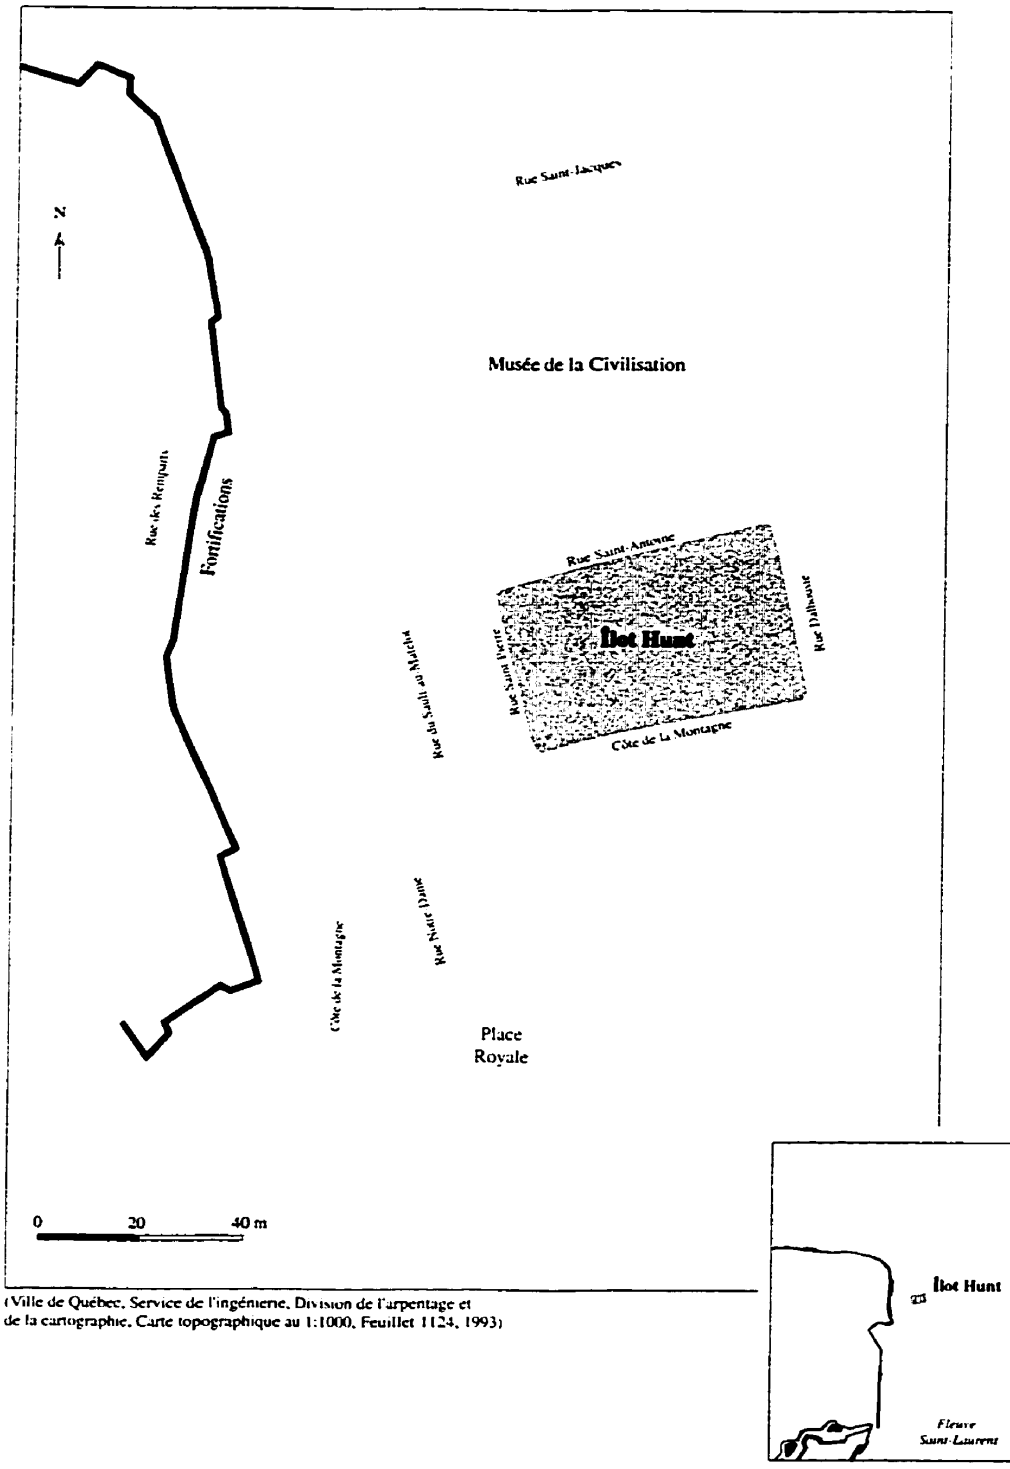 Rue Saint-Jacques
N
Musée de la Civilisation
Rue des Remparts
Fortifications
Rue Saint-Antoine
Rue Saint Pierre
Îlot Hunt
Rue Dalhousie
Rue du Sault au Matelot
Côte de la Montagne
Rue Notre-Dame
Côte de la Montagne
Place
Royale
0 20 40 m
(Ville de Québec, Service de l'ingénierie, Division de l'arpentage et
de la cartographie, Carte topographique au 1:1000, Feuillet 1124, 1993)
Îlot Hunt
Fleuve
Saint-Laurent